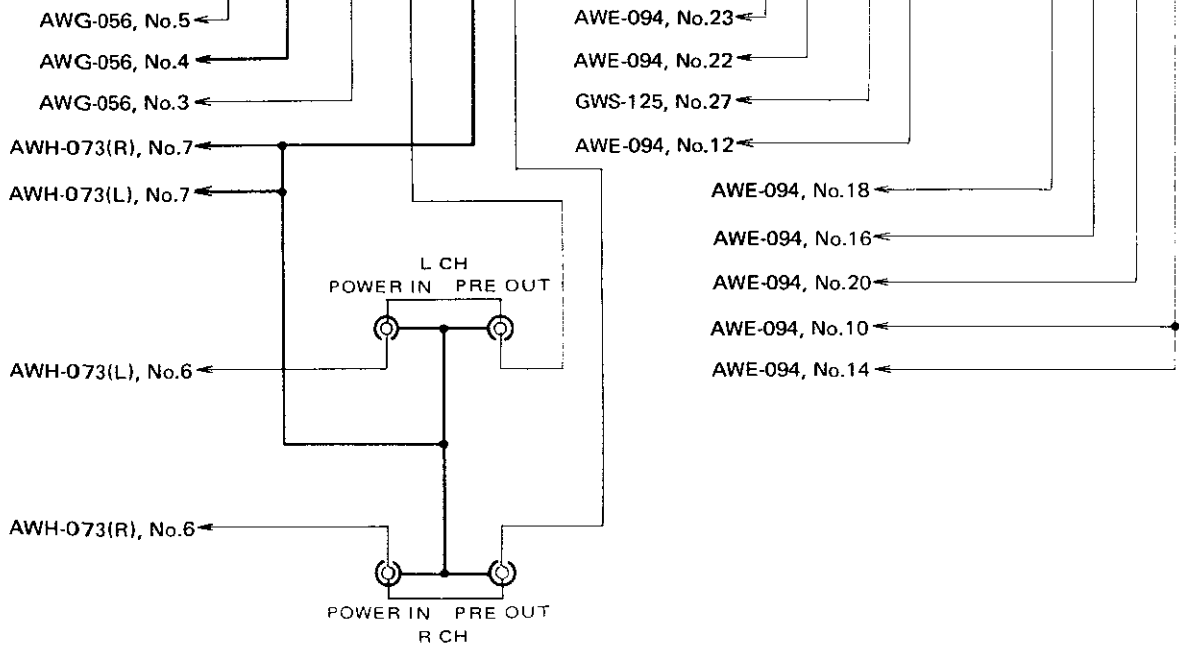 AWG-056, No.5
AWG-056, No.4
AWG-056, No.3
AWH-073(R), No.7
AWH-073(L), No.7
L CH
POWER IN PRE OUT
AWH-073(L), No.6
AWH-073(R), No.6
POWER IN PRE OUT
R CH
AWE-094, No.23
AWE-094, No.22
GWS-125, No.27
AWE-094, No.12
AWE-094, No.18
AWE-094, No.16
AWE-094, No.20
AWE-094, No.10
AWE-094, No.14